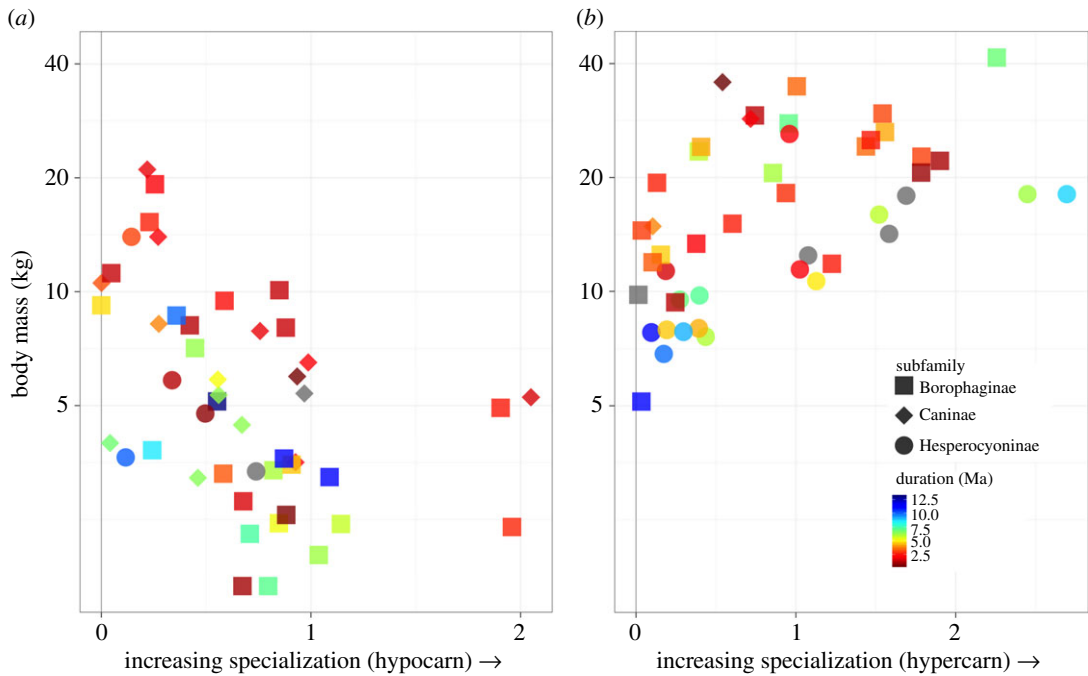 (a)
(b)
body mass (kg)
40
20
10
5
0
1
2
increasing specialization (hypocarn) →
40
20
10
5
0
1
2
increasing specialization (hypercarn) →
subfamily
Borophaginae
Caninae
Hesperocyoninae
duration (Ma)
12.5
10.0
7.5
5.0
2.5